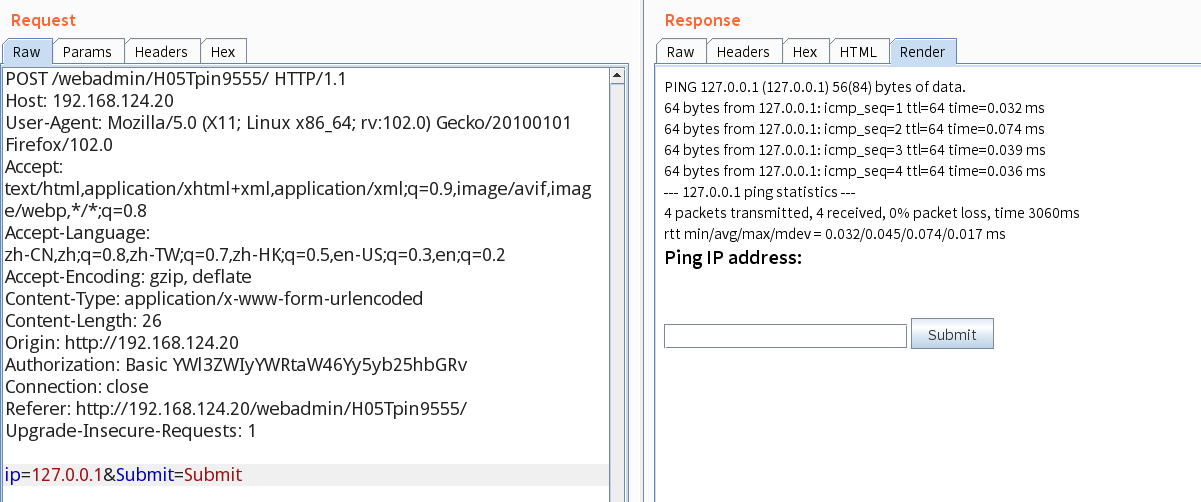 Request
Raw Params Headers Hex
POST /webadmin/H05Tpin9555/ HTTP/1.1
Host: 192.168.124.20
User-Agent: Mozilla/5.0 (X11; Linux x86_64; rv:102.0) Gecko/20100101
Firefox/102.0
Accept:
text/html,application/xhtml+xml,application/xml;q=0.9,image/avif,imag
e/webp,*/*;q=0.8
Accept-Language:
zh-CN,zh;q=0.8,zh-TW;q=0.7,zh-HK;q=0.5,en-US;q=0.3,en;q=0.2
Accept-Encoding: gzip, deflate
Content-Type: application/x-www-form-urlencoded
Content-Length: 26
Origin: http://192.168.124.20
Authorization: Basic YWl3ZWIyYWRtaW46Yy5yb25hbGRv
Connection: close
Referer: http://192.168.124.20/webadmin/H05Tpin9555/
Upgrade-Insecure-Requests: 1
ip=127.0.0.1&Submit=Submit
Response
Raw Headers Hex HTML Render
PING 127.0.0.1 (127.0.0.1) 56(84) bytes of data.
64 bytes from 127.0.0.1: icmp_seq=1 ttl=64 time=0.032 ms
64 bytes from 127.0.0.1: icmp_seq=2 ttl=64 time=0.074 ms
64 bytes from 127.0.0.1: icmp_seq=3 ttl=64 time=0.039 ms
64 bytes from 127.0.0.1: icmp_seq=4 ttl=64 time=0.036 ms
--- 127.0.0.1 ping statistics ---
4 packets transmitted, 4 received, 0% packet loss, time 3060ms
rtt min/avg/max/mdev = 0.032/0.045/0.074/0.017 ms
Ping IP address:
Submit